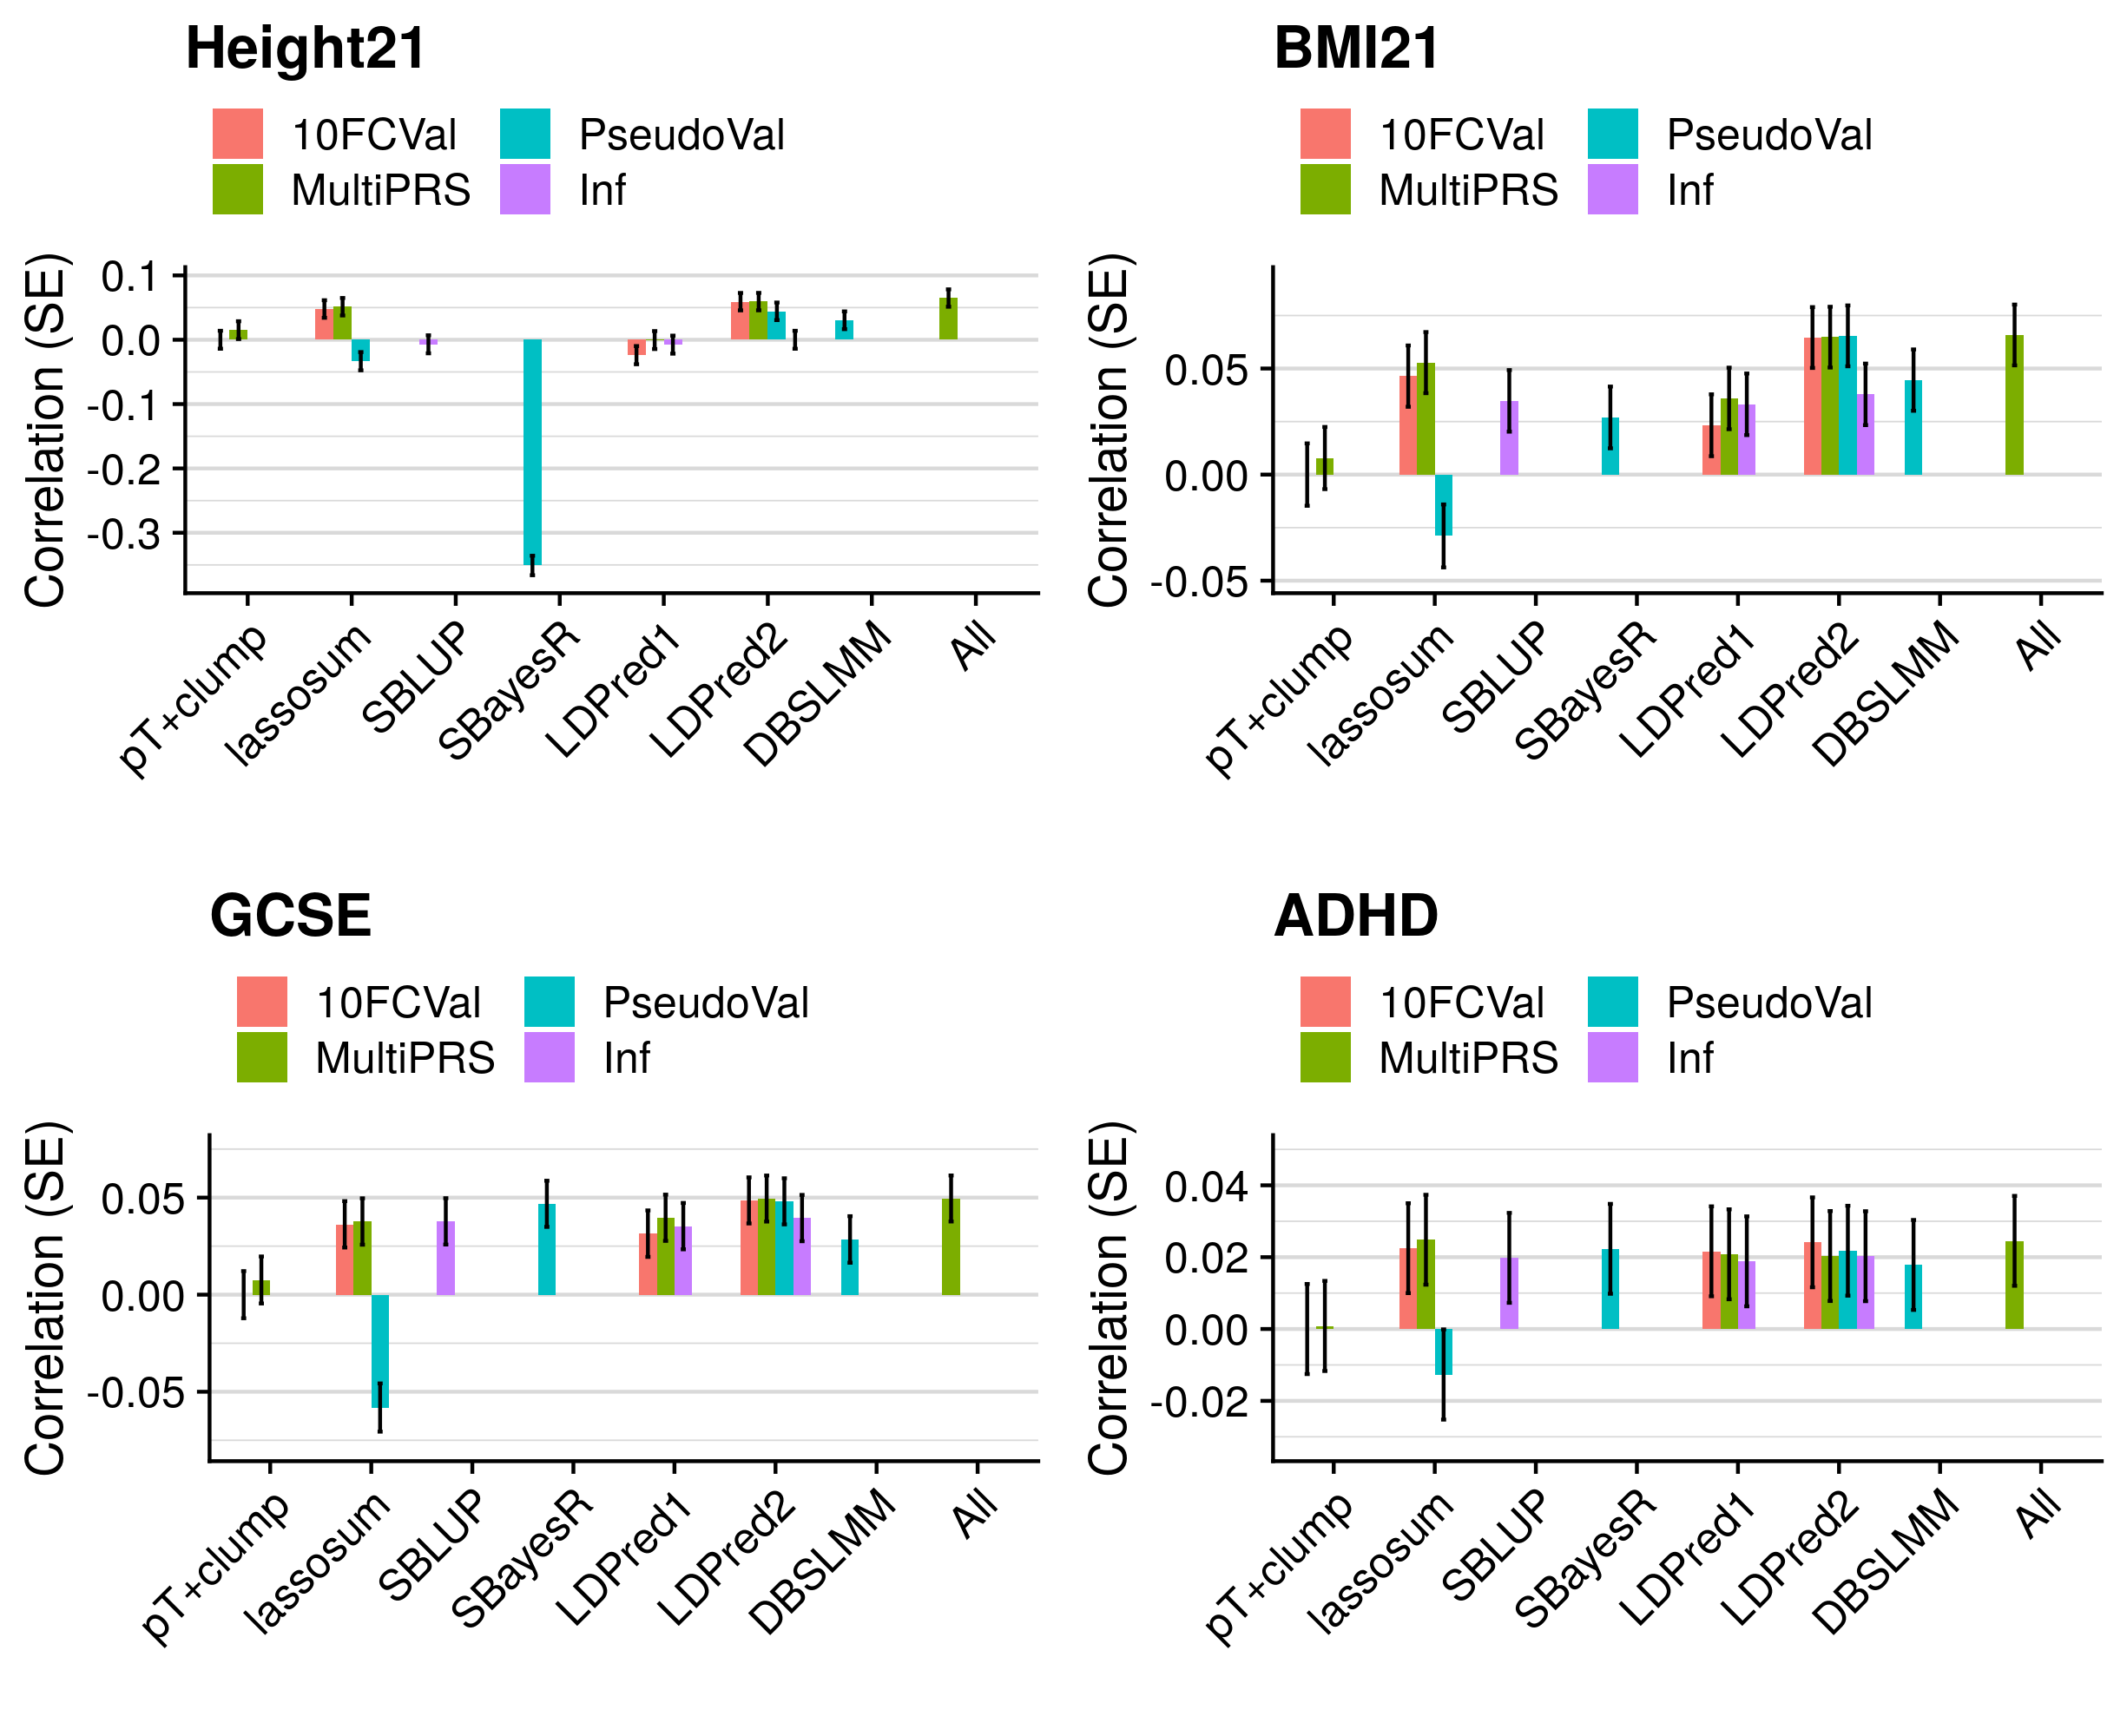 Height21
10FCVal
PseudoVal
MultiPRS
Inf
Correlation (SE)
0.1
0.0
-0.1
-0.2
-0.3
pT+clump
lassosum
SBLUP
SBayesR
LDPred1
LDPred2
DBSLMM
All
BMI21
10FCVal
PseudoVal
MultiPRS
Inf
Correlation (SE)
0.05
0.00
-0.05
pT+clump
lassosum
SBLUP
SBayesR
LDPred1
LDPred2
DBSLMM
All
GCSE
10FCVal
PseudoVal
MultiPRS
Inf
Correlation (SE)
0.05
0.00
-0.05
pT+clump
lassosum
SBLUP
SBayesR
LDPred1
LDPred2
DBSLMM
All
ADHD
10FCVal
PseudoVal
MultiPRS
Inf
Correlation (SE)
0.04
0.02
0.00
-0.02
pT+clump
lassosum
SBLUP
SBayesR
LDPred1
LDPred2
DBSLMM
All